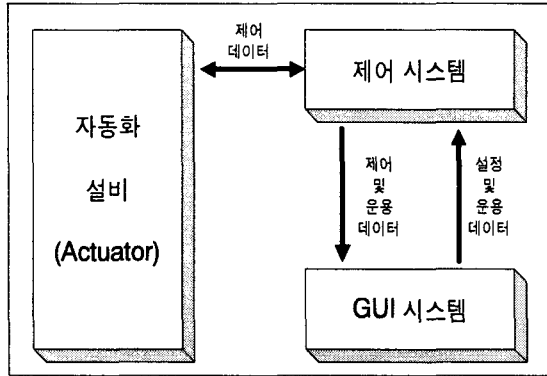 제어
데이터
제어 시스템
자동화
설비
(Actuator)
제어
및
운용
데이터
설정
및
운용
데이터
GUI 시스템